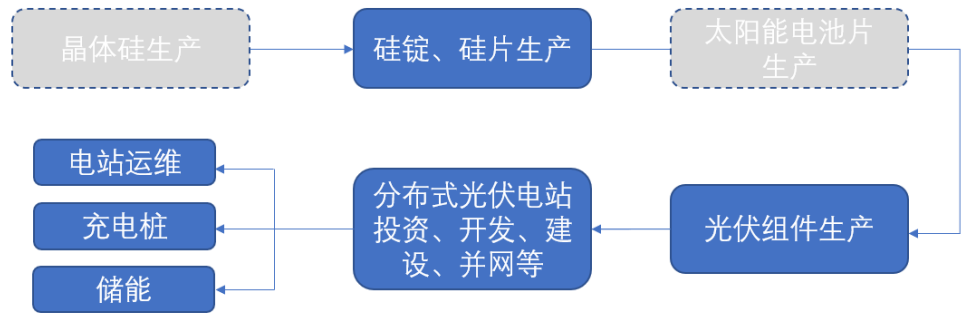 晶体硅生产
硅锭、硅片生产
太阳能电池片
生产
电站运维
充电桩
储能
分布式光伏电站
投资、开发、建
设、并网等
光伏组件生产